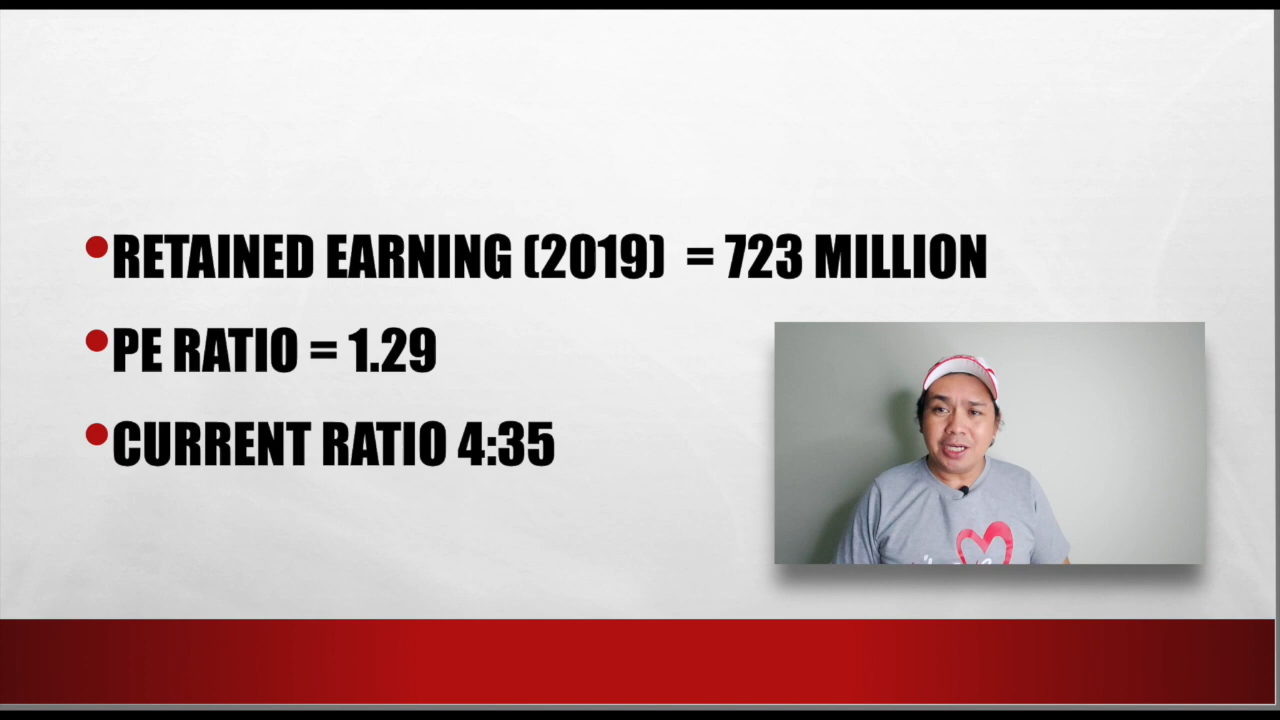 RETAINED EARNING (2019) = 723 MILLION
PE RATIO = 1.29
CURRENT RATIO 4:35